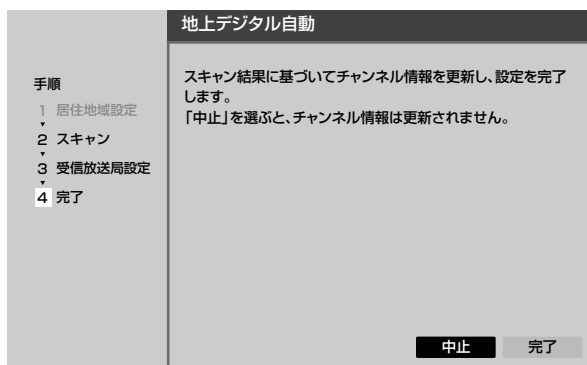 地上デジタル自動
手順
1 居住地域設定
2 スキャン
3 受信放送局設定
4 完了
スキャン結果に基づいてチャンネル情報を更新し、設定を完了
します。
「中止」を選ぶと、チャンネル情報は更新されません。
中止
完了